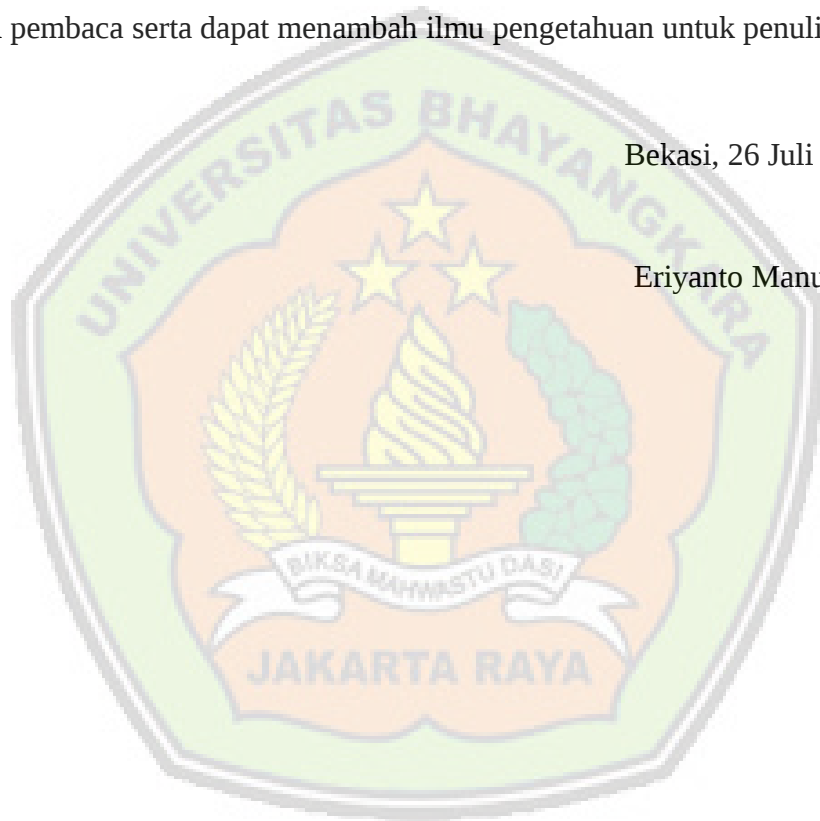 pembaca serta dapat menambah ilmu pengetahuan untuk penuli
Bekasi, 26 Juli
Eriyanto Manu
UNIVERSITAS BHAYANGKARA
BIKSA MAHWASTU DASI
JAKARTA RAYA